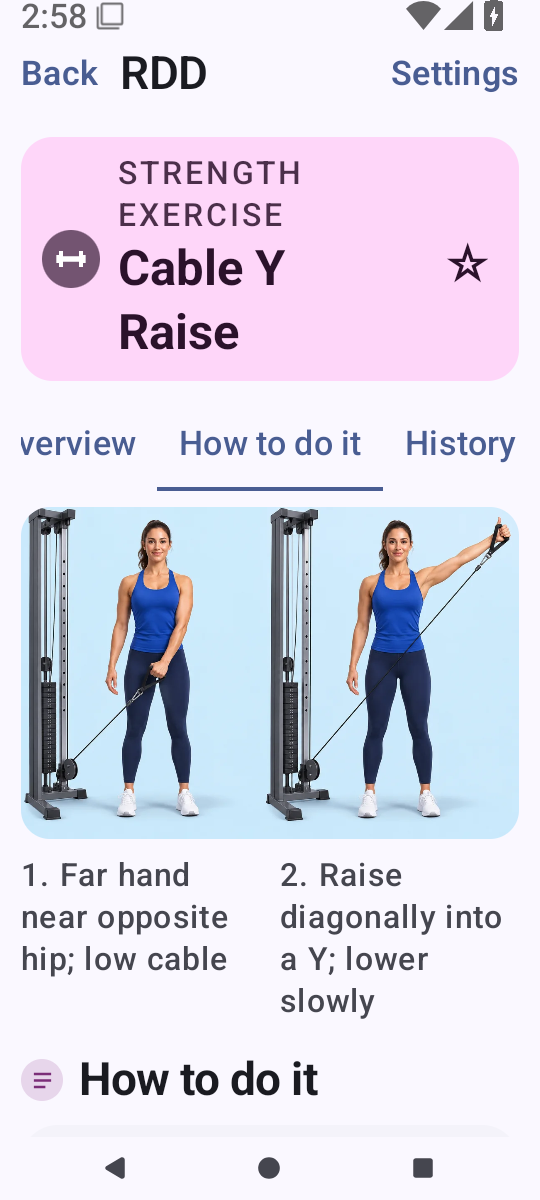 2:58
Back RDD Settings
STRENGTH
EXERCISE
Cable Y
Raise
verview How to do it History
1. Far hand
near opposite
hip; low cable
2. Raise
diagonally into
a Y; lower
slowly
How to do it